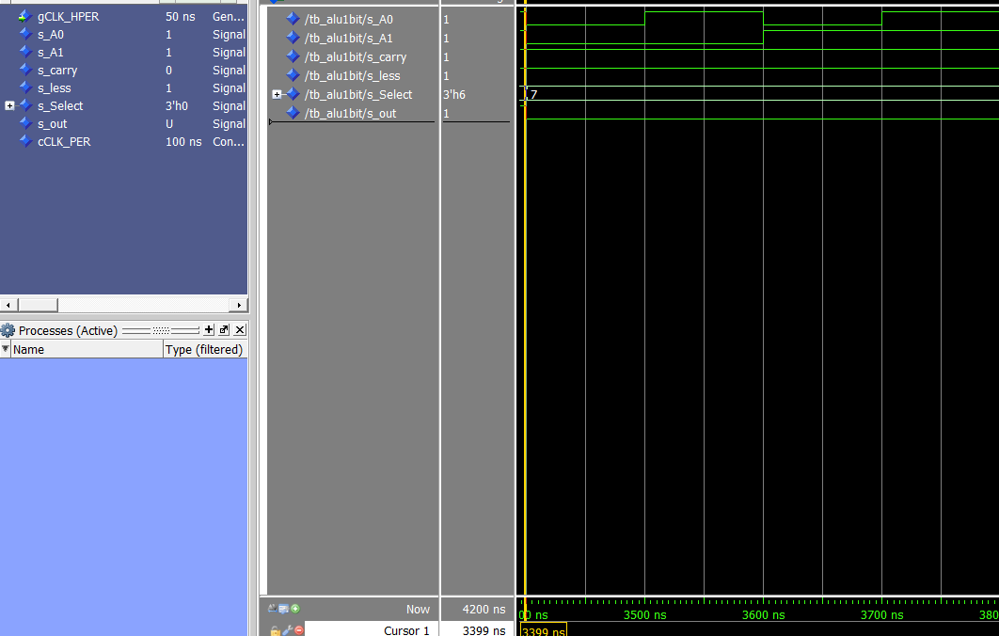 gCLK_HPER 50 ns Gen...
s_A0 1 Signal
s_A1 1 Signal
s_carry 0 Signal
s_less 1 Signal
s_Select 3'h0 Signal
s_out U Signal
cCLK_PER 100 ns Con...
Processes (Active)
Name Type (filtered)
/tb_alu1bit/s_A0 1
/tb_alu1bit/s_A1 1
/tb_alu1bit/s_carry 1
/tb_alu1bit/s_less 1
/tb_alu1bit/s_Select 3'h6 7
/tb_alu1bit/s_out 1
Now 4200 ns 00 ns 3500 ns 3600 ns 3700 ns 380
Cursor 1 3399 ns 3399 ns